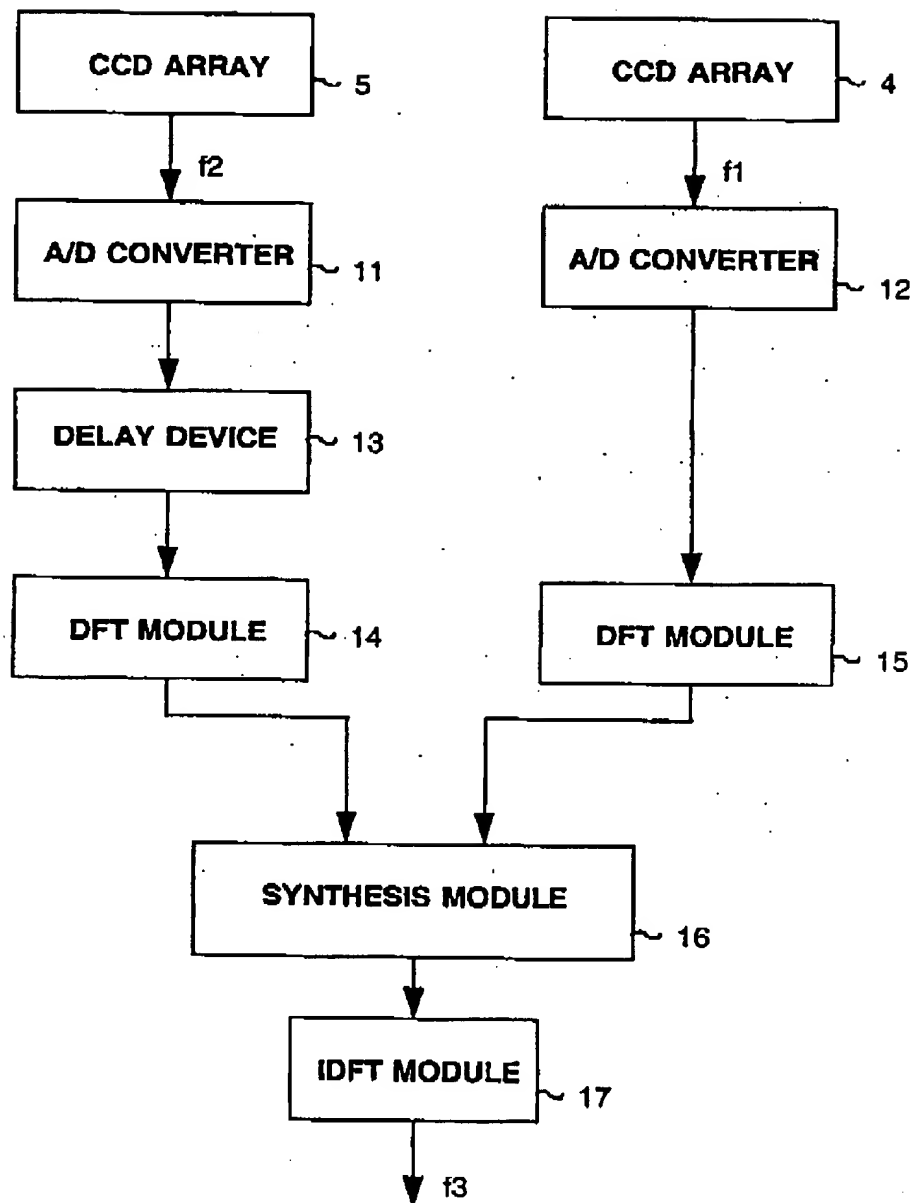 CCD ARRAY
5
CCD ARRAY
4
f2
f1
A/D CONVERTER
11
A/D CONVERTER
12
DELAY DEVICE
13
DFT MODULE
14
DFT MODULE
15
SYNTHESIS MODULE
16
IDFT MODULE
17
f3